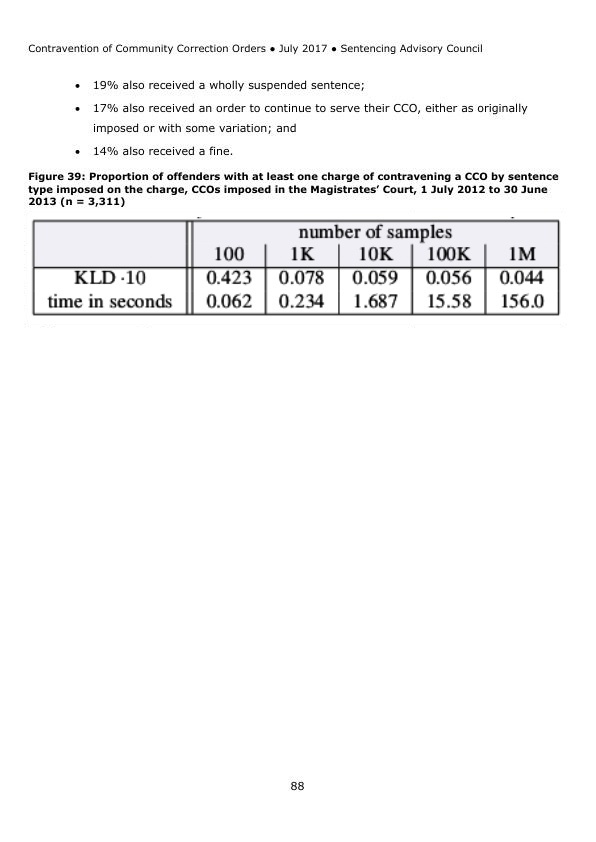 Contravention of Community Correction Orders ● July 2017 ● Sentencing Advisory Council
• 19% also received a wholly suspended sentence;
• 17% also received an order to continue to serve their CCO, either as originally
imposed or with some variation; and
• 14% also received a fine.
Figure 39: Proportion of offenders with at least one charge of contravening a CCO by sentence
type imposed on the charge, CCOs imposed in the Magistrates’ Court, 1 July 2012 to 30 June
2013 (n = 3,311)
number of samples
100 1K 10K 100K 1M
KLD ·10 0.423 0.078 0.059 0.056 0.044
time in seconds 0.062 0.234 1.687 15.58 156.0
88